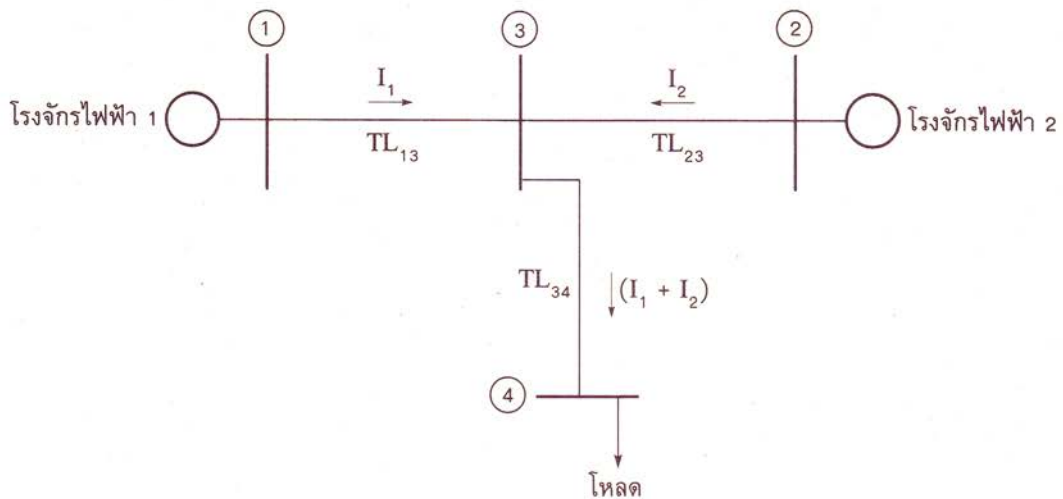 1
3
2
โรงจักรไฟฟ้า 1
I₁
I₂
โรงจักรไฟฟ้า 2
TL₁₃
TL₂₃
TL₃₄
(I₁ + I₂)
4
โหลด